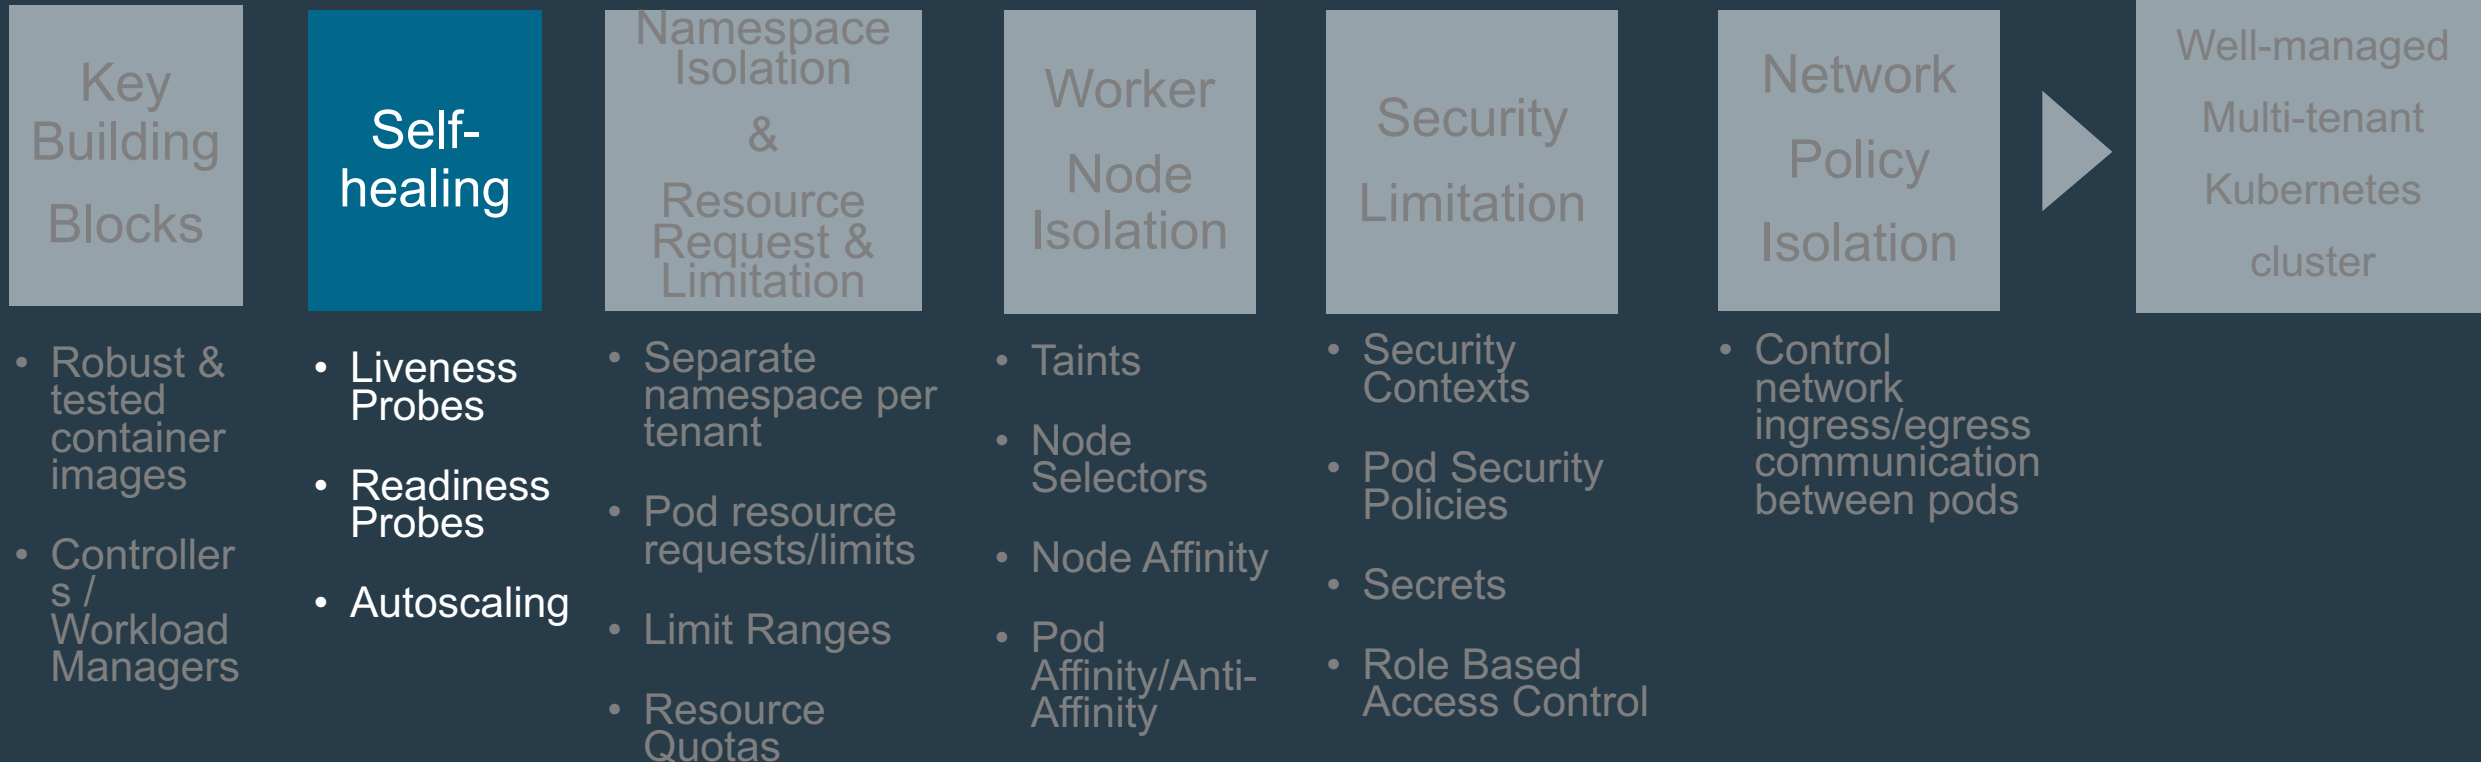 Key
Building
Blocks
• Robust &
tested
container
images
• Controller
s /
Workload
Managers
Self-
healing
• Liveness
Probes
• Readiness
Probes
• Autoscaling
Namespace
Isolation
&
Resource
Request &
Limitation
• Separate
namespace per
tenant
• Pod resource
requests/limits
• Limit Ranges
• Resource
Quotas
Worker
Node
Isolation
• Taints
• Node
Selectors
• Node Affinity
• Pod
Affinity/Anti-
Affinity
Security
Limitation
• Security
Contexts
• Pod Security
Policies
• Secrets
• Role Based
Access Control
Network
Policy
Isolation
• Control
network
ingress/egress
communication
between pods
Well-managed
Multi-tenant
Kubernetes
cluster